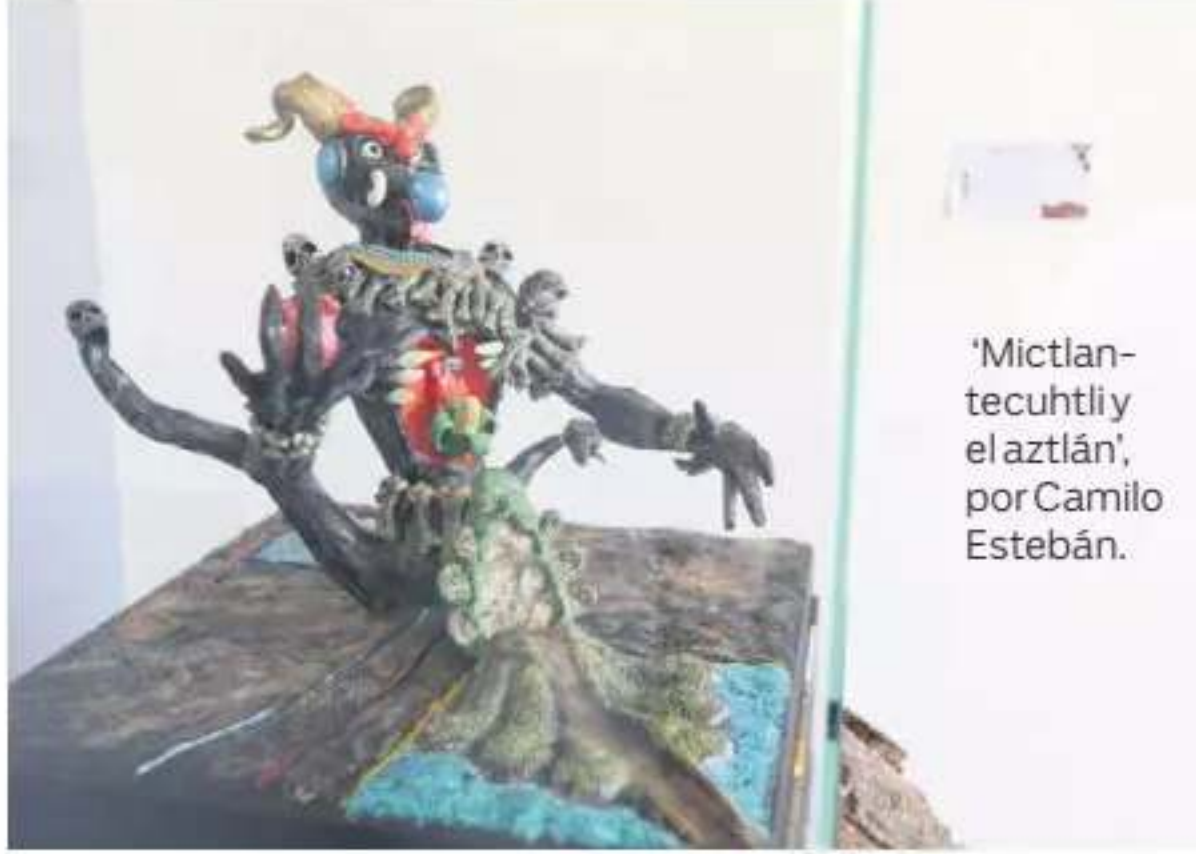 ‘Mictlan-
tecuhtli y
el aztlán’,
por Camilo
Estebán.